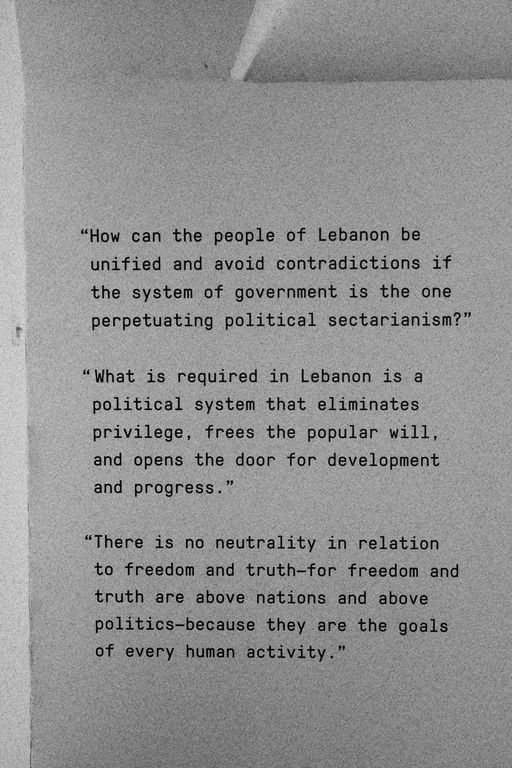 “How can the people of Lebanon be
unified and avoid contradictions if
the system of government is the one
perpetuating political sectarianism?”
“What is required in Lebanon is a
political system that eliminates
privilege, frees the popular will,
and opens the door for development
and progress.”
“There is no neutrality in relation
to freedom and truth—for freedom and
truth are above nations and above
politics—because they are the goals
of every human activity.”